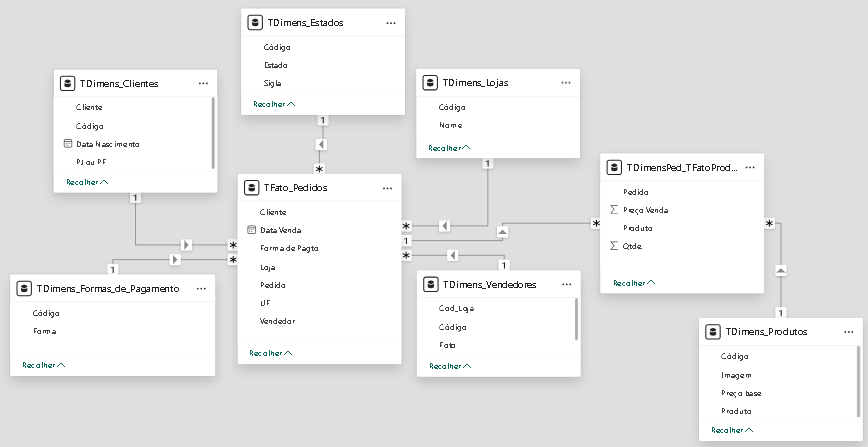 TDimens_Estados
Código
Estado
Sigla
Recolher
TDimens_Clientes
Cliente
Código
Data Nascimento
PJ ou PF
Recolher
TDimens_Lojas
Código
Nome
Recolher
TFato_Pedidos
Cliente
Data Venda
Forma de Pagto
Loja
Pedido
UF
Vendedor
Recolher
TDimensPed_TFatoProd...
Pedido
Preço Venda
Produto
Qtde.
Recolher
TDimens_Formas_de_Pagamento
Código
Forma
Recolher
TDimens_Vendedores
Cod_Loja
Código
Foto
Recolher
TDimens_Produtos
Código
Imagem
Preço base
Produto
Recolher
1
*
1
*
1
*
1
*
1
*
1
*
1
*